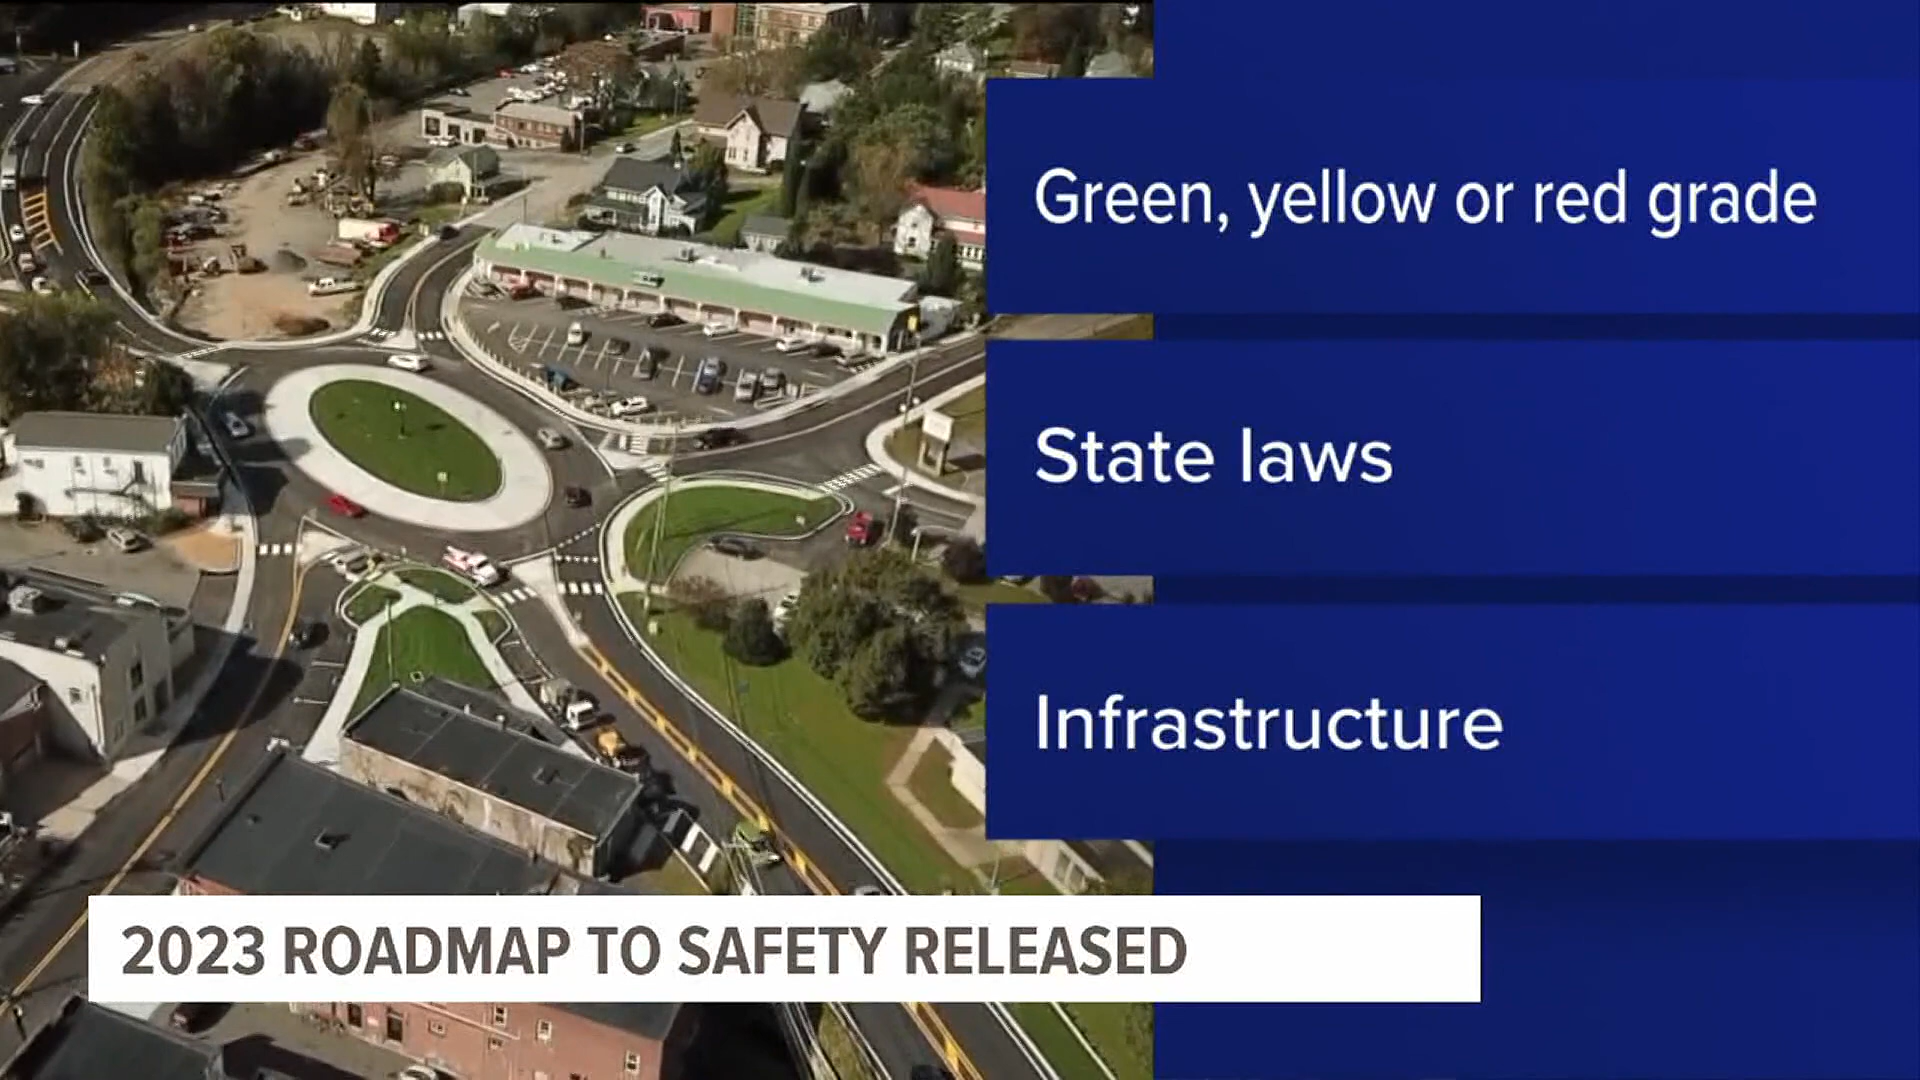 Green, yellow or red grade
State laws
Infrastructure
2023 ROADMAP TO SAFETY RELEASED